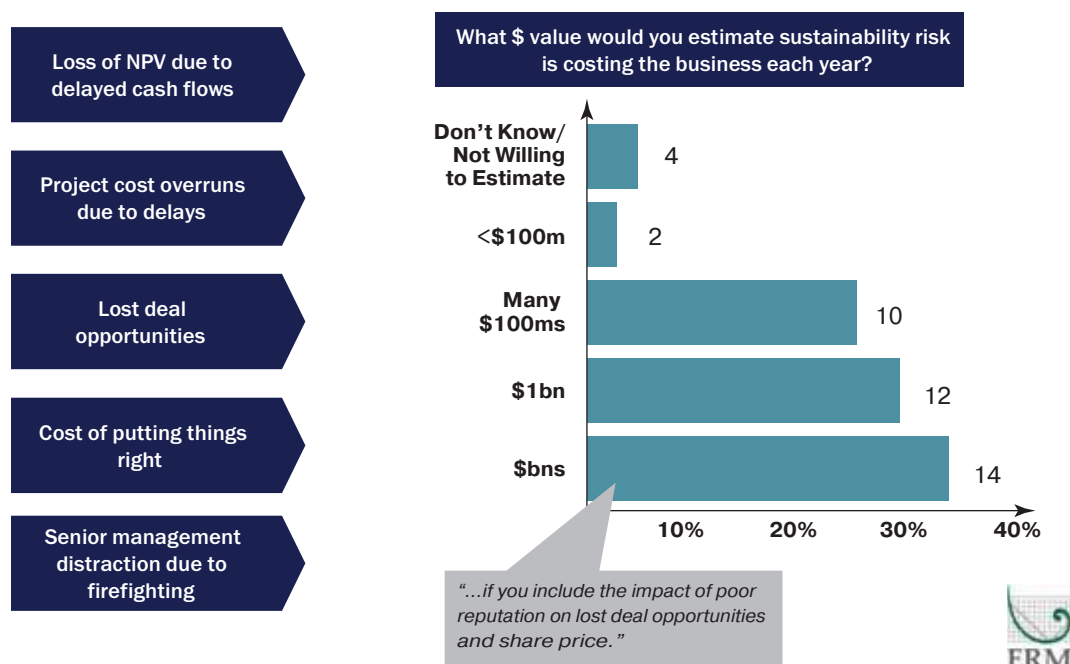 Loss of NPV due to
delayed cash flows
Project cost overruns
due to delays
Lost deal
opportunities
Cost of putting things
right
Senior management
distraction due to
firefighting
What $ value would you estimate sustainability risk
is costing the business each year?
Don't Know/
Not Willing
to Estimate
4
<$100m
2
Many
$100ms
10
$1bn
12
$bns
14
10%
20%
30%
40%
“...if you include the impact of poor
reputation on lost deal opportunities
and share price.”
ERM